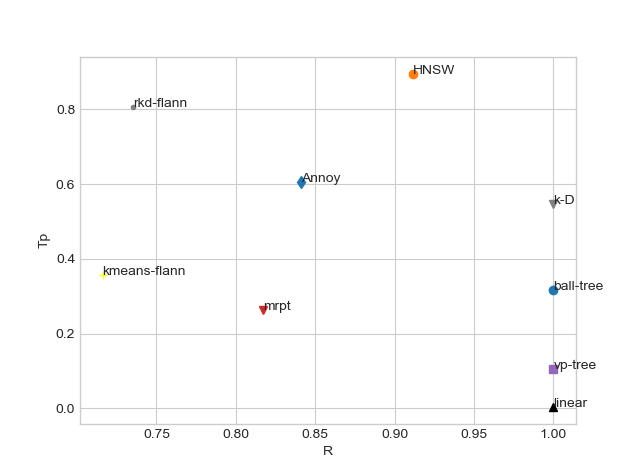 HNSW
rkd-flann
0.8
Annoy
0.6
k-D
Tp
0.4
kmeans-flann
ball-tree
mrpt
0.2
vp-tree
linear
0.0
0.75 0.80 0.85 0.90 0.95 1.00
R